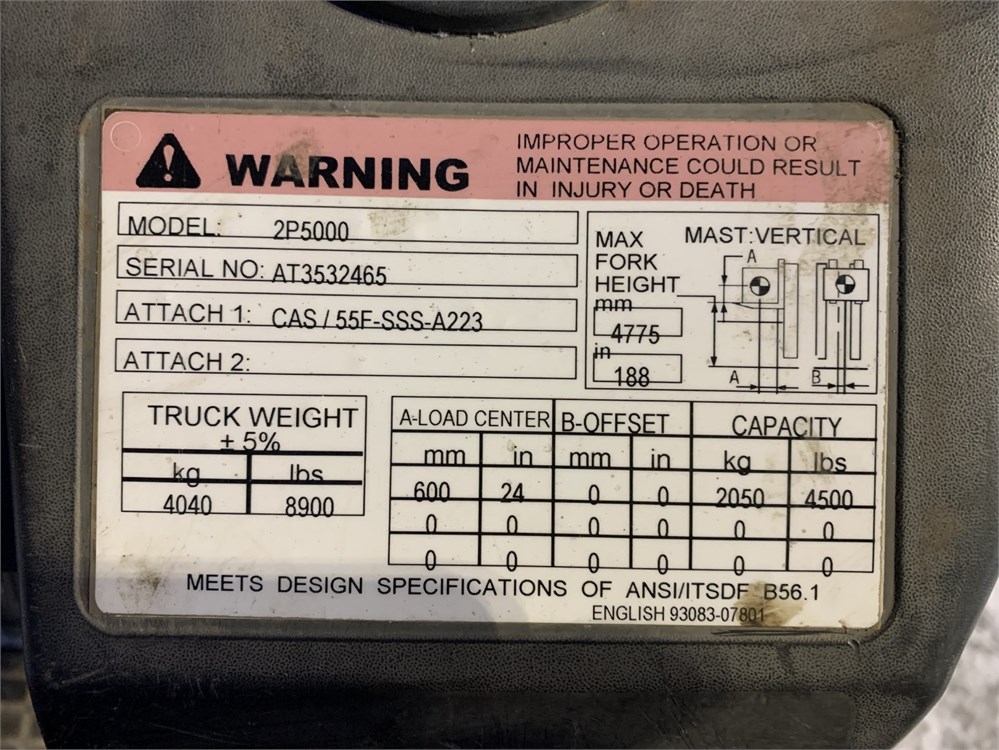 WARNING
IMPROPER OPERATION OR
MAINTENANCE COULD RESULT
IN INJURY OR DEATH
MODEL: 2P5000
SERIAL NO: AT3532465
ATTACH 1: CAS / 55F-SSS-A223
ATTACH 2:
MAX
FORK
HEIGHT
mm
4775
in
188
MAST:VERTICAL
A
A
B
TRUCK WEIGHT
± 5%
kg lbs
4040 8900
A-LOAD CENTER B-OFFSET CAPACITY
mm in mm in kg lbs
600 24 0 0 2050 4500
0 0 0 0 0 0
0 0 0 0 0 0
MEETS DESIGN SPECIFICATIONS OF ANSI/ITSDF B56.1
ENGLISH 93083-07801